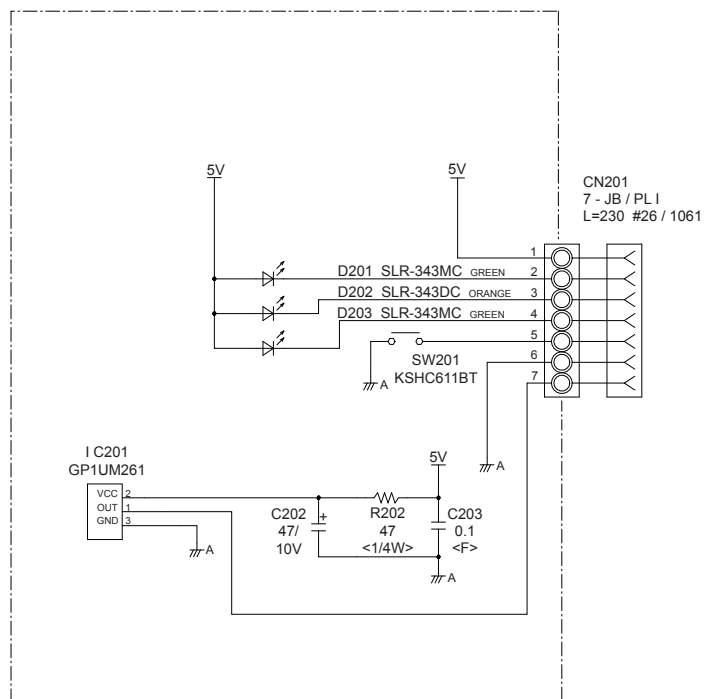 5V
5V
CN201
7 - JB / PL I
L=230 #26 / 1061
1
D201 SLR-343MC GREEN 2
D202 SLR-343DC ORANGE 3
D203 SLR-343MC GREEN 4
5
6
7
SW201
KSHC611BT
A
A
I C201
GP1UM261
VCC 2
OUT 1
GND 3
A
5V
C202
47/
10V
+
R202
47
<1/4W>
C203
0.1
<F>
A